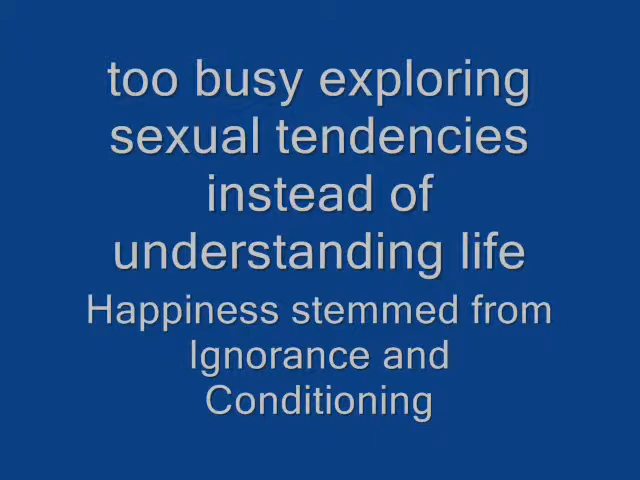 too busy exploring
sexual tendencies
instead of
understanding life
Happiness stemmed from
Ignorance and
Conditioning